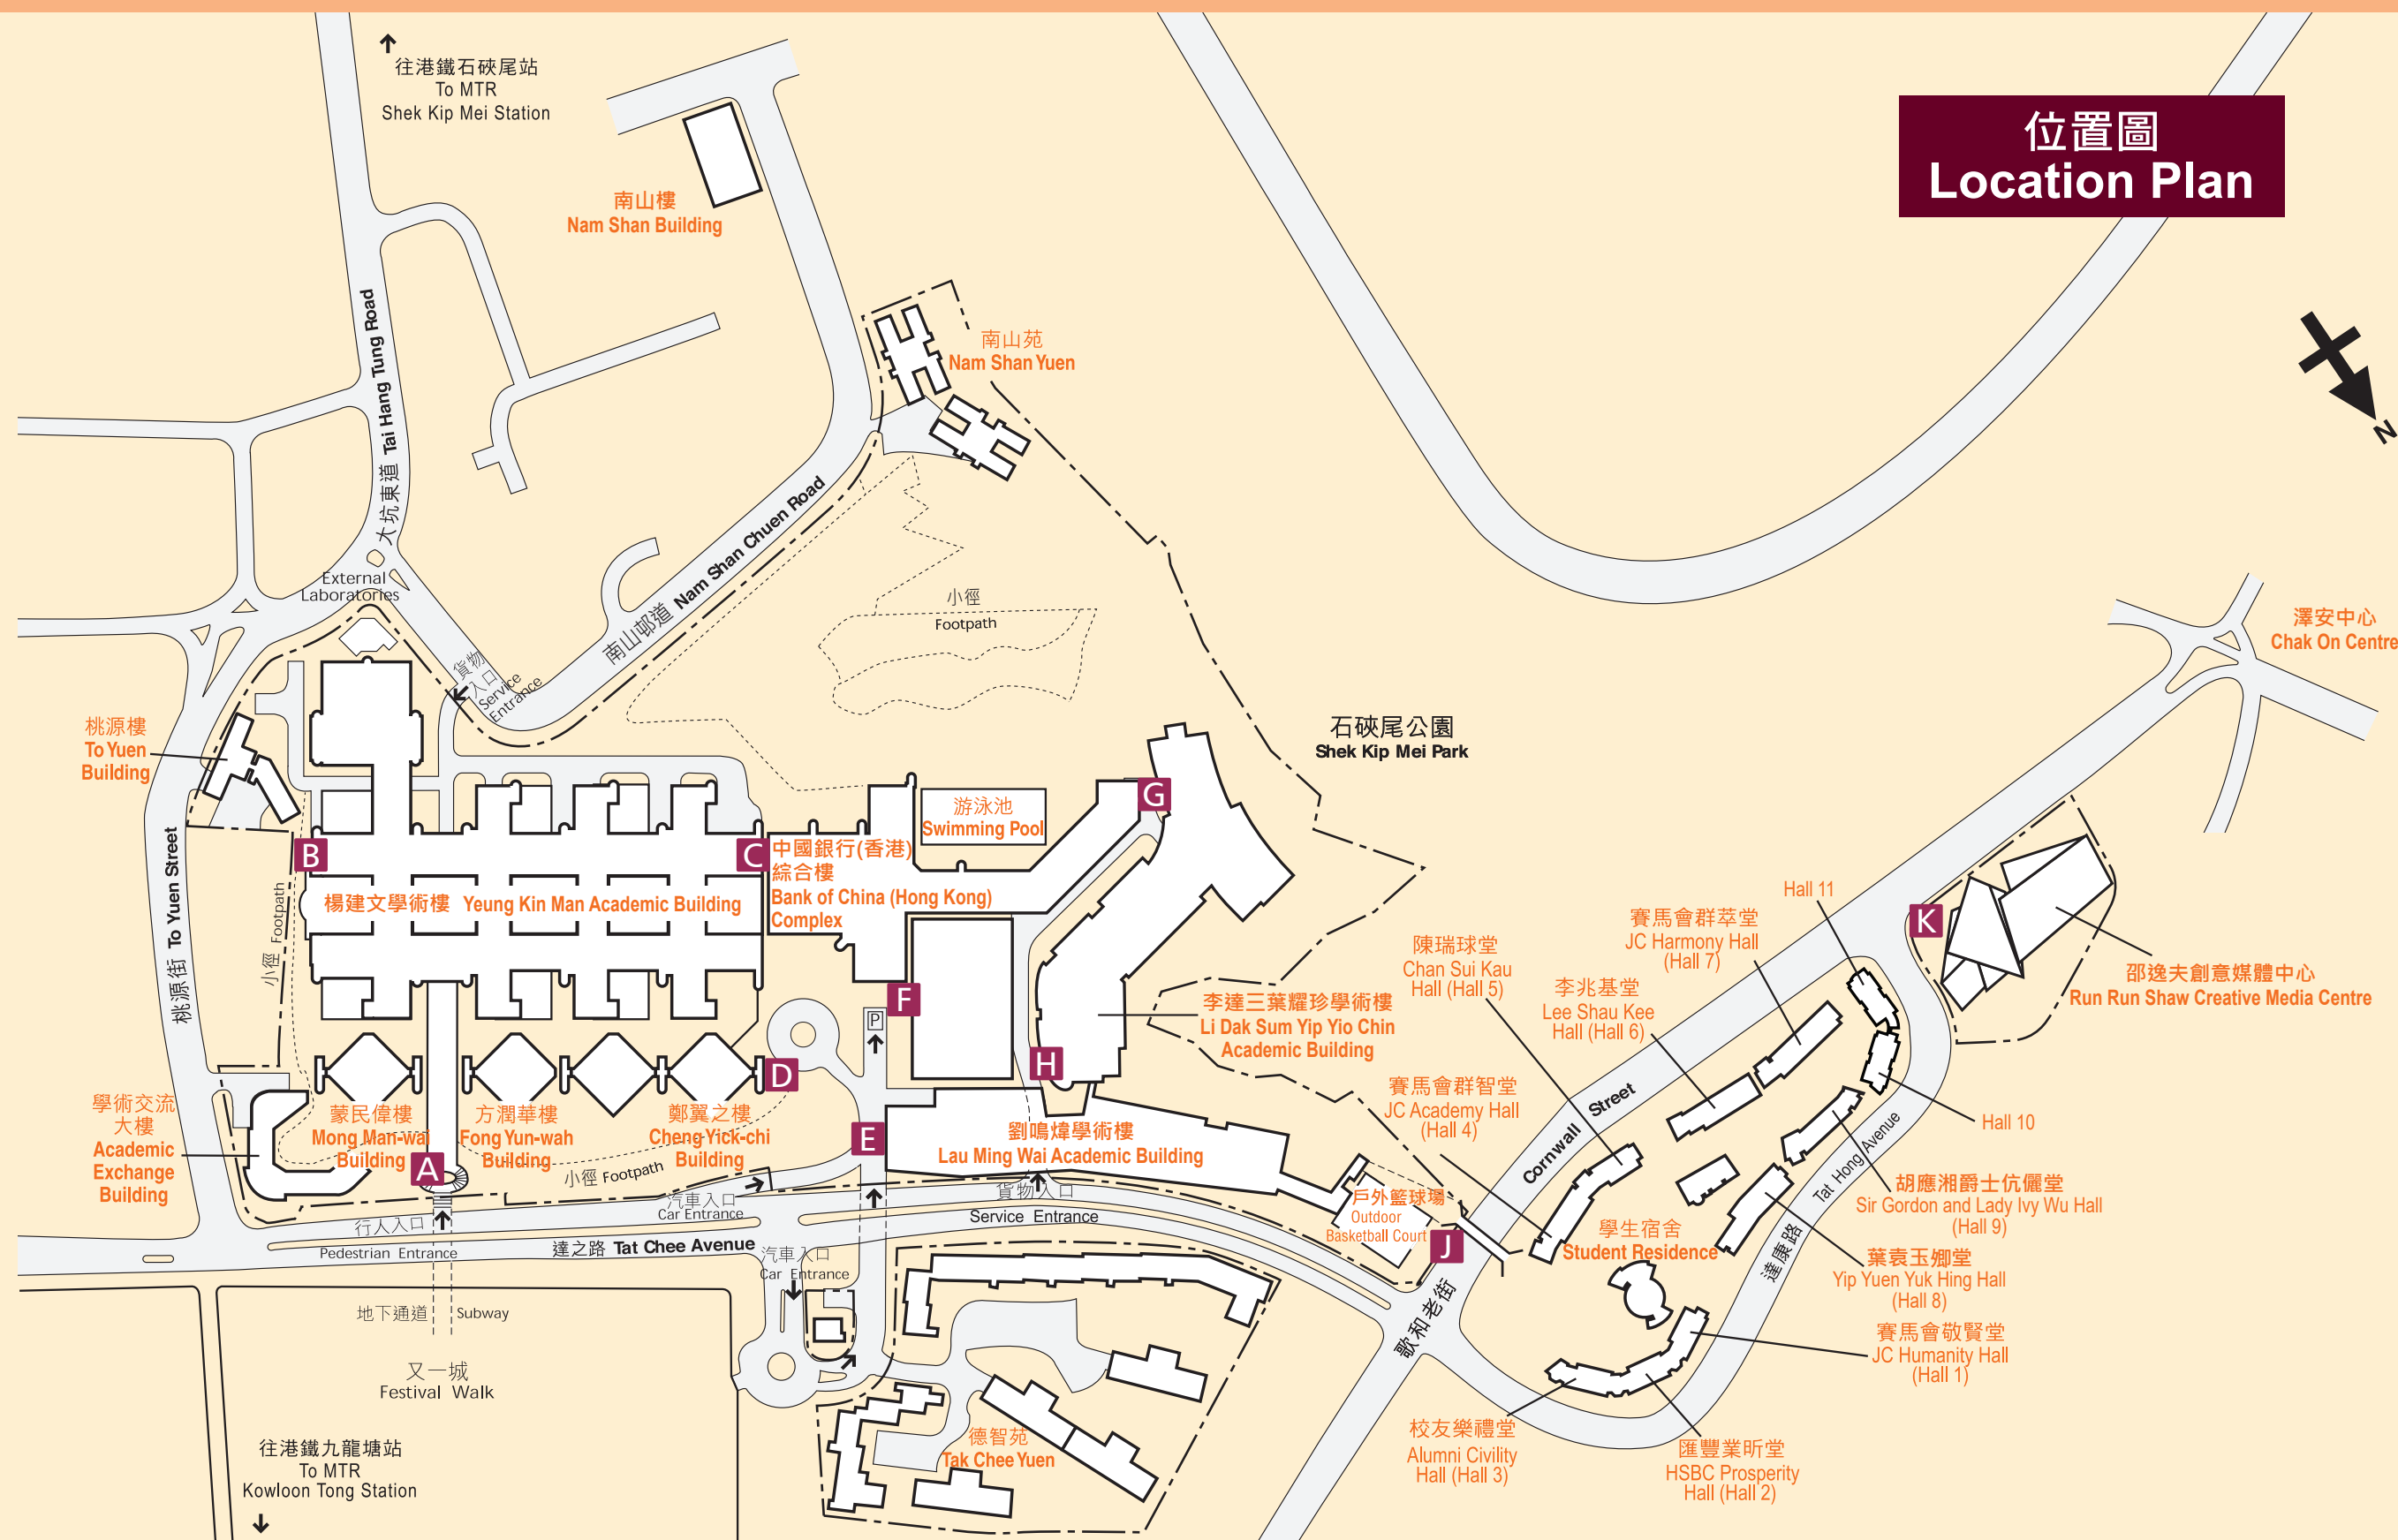 位置圖
Location Plan
往港鐵石硤尾站
To MTR
Shek Kip Mei Station
南山樓
Nam Shan Building
大坑東道 Tai Hang Tung Road
南山苑
Nam Shan Yuen
南山邨道 Nam Shan Chuen Road
External
Laboratories
小徑
Footpath
貨物
入口
Service
Entrance
澤安中心
Chak On Centre
石硤尾公園
Shek Kip Mei Park
桃源樓
To Yuen
Building
桃源街 To Yuen Street
小徑 Footpath
B
C
G
游泳池
Swimming Pool
中國銀行(香港)
綜合樓
Bank of China (Hong Kong)
Complex
楊建文學術樓 Yeung Kin Man Academic Building
F
P
H
D
李達三葉耀珍學術樓
Li Dak Sum Yip Yio Chin
Academic Building
Hall 11
K
賽馬會群萃堂
JC Harmony Hall
(Hall 7)
陳瑞球堂
Chan Sui Kau
Hall (Hall 5)
李兆基堂
Lee Shau Kee
Hall (Hall 6)
邵逸夫創意媒體中心
Run Run Shaw Creative Media Centre
賽馬會群智堂
JC Academy Hall
(Hall 4)
Cornwall Street
Hall 10
Tat Hong Avenue
學術交流
大樓
Academic
Exchange
Building
蒙民偉樓
Mong Man-wai
Building
A
方潤華樓
Fong Yun-wah
Building
鄭翼之樓
Cheng Yick-chi
Building
E
劉鳴煒學術樓
Lau Ming Wai Academic Building
小徑 Footpath
汽車入口
Car Entrance
貨物入口
Service Entrance
行人入口
Pedestrian Entrance
達之路 Tat Chee Avenue
汽車入口
Car Entrance
戶外籃球場
Outdoor
Basketball Court
J
歌和老街
學生宿舍
Student Residence
胡應湘爵士伉儷堂
Sir Gordon and Lady Ivy Wu Hall
(Hall 9)
達康路
葉袁玉卿堂
Yip Yuen Yuk Hing Hall
(Hall 8)
賽馬會敬賢堂
JC Humanity Hall
(Hall 1)
地下通道
Subway
又一城
Festival Walk
往港鐵九龍塘站
To MTR
Kowloon Tong Station
德智苑
Tak Chee Yuen
校友樂禮堂
Alumni Civility
Hall (Hall 3)
匯豐業昕堂
HSBC Prosperity
Hall (Hall 2)
N